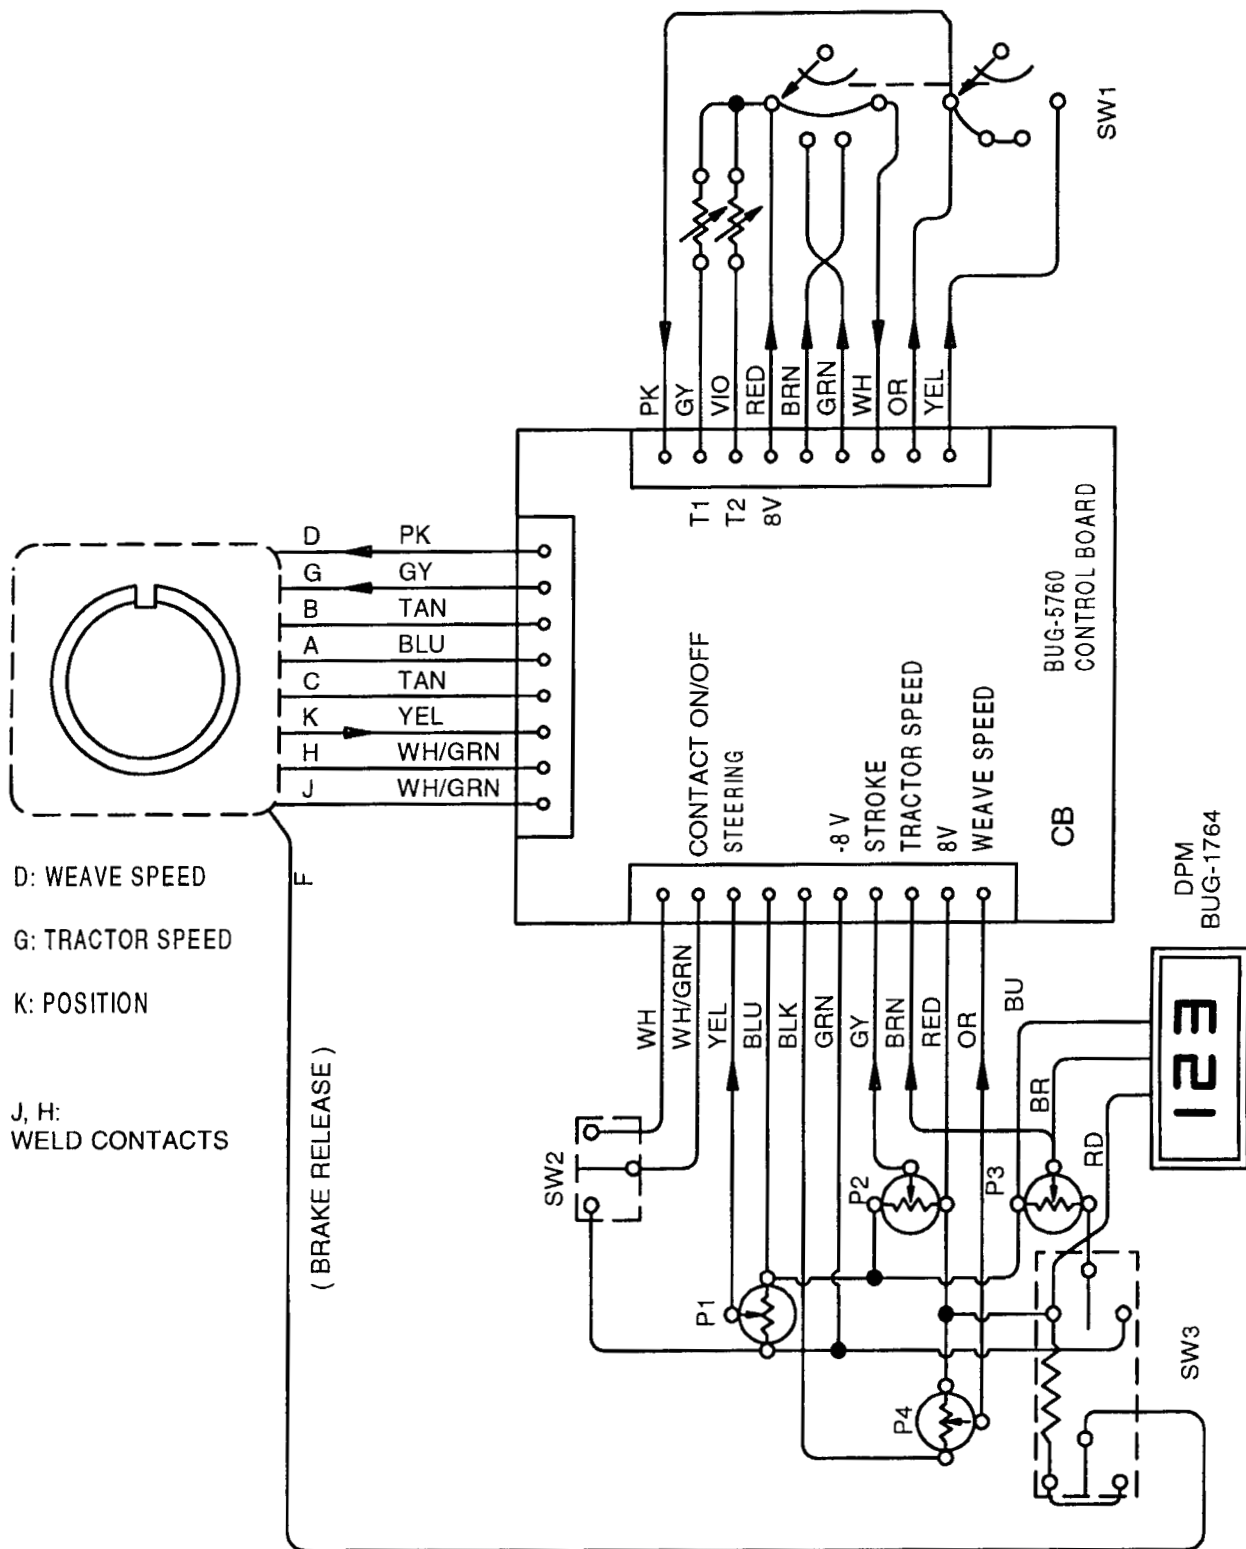 SW1
PK
GY
VIO
RED
BRN
GRN
WH
OR
YEL
T1
T2
8V
D PK
G GY
B TAN
A BLU
C TAN
K YEL
H WH/GRN
J WH/GRN
CONTACT ON/OFF
STEERING
-8 V
STROKE
TRACTOR SPEED
8V
WEAVE SPEED
BUG-5760
CONTROL BOARD
CB
D: WEAVE SPEED
G: TRACTOR SPEED
K: POSITION
J, H:
WELD CONTACTS
F
( BRAKE RELEASE )
WH
WH/GRN
YEL
BLU
BLK
GRN
GY
BRN
RED
OR
BU
BR
RD
DPM
BUG-1764
SW2
P1
P2
P3
P4
SW3